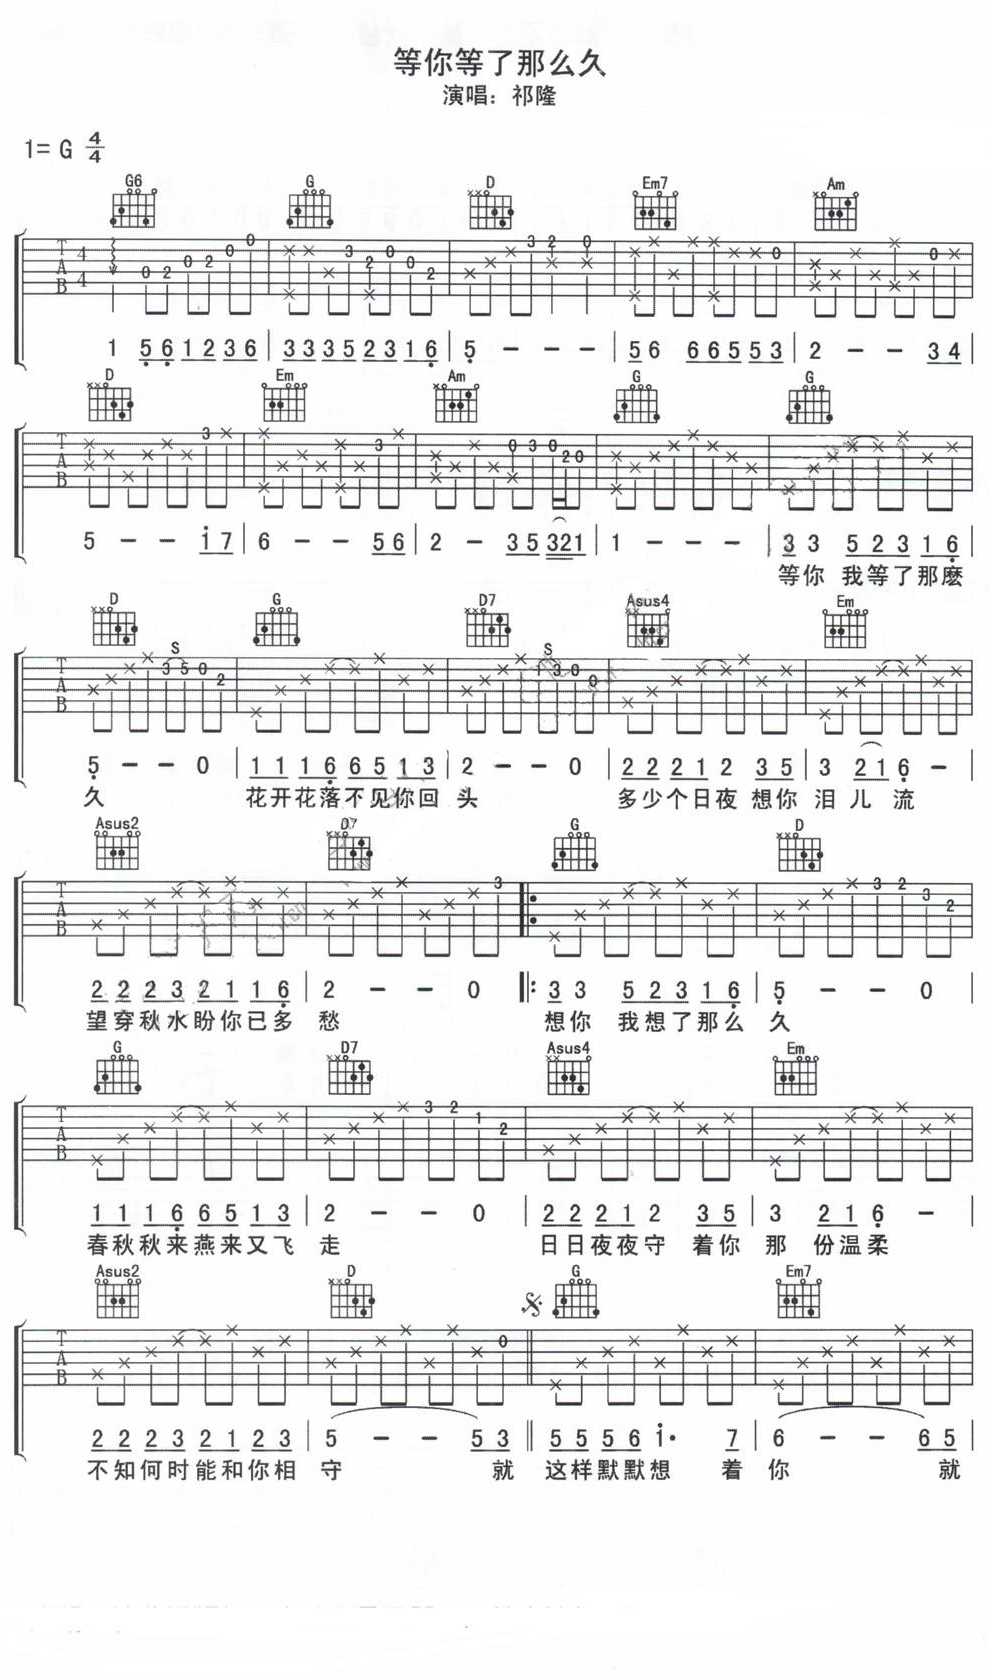 等你等了那么久
演唱：祁隆
1= G 4/4
G6 G D Em7 Am
1 5 6 1 2 3 6 | 3 3 3 5 2 3 1 6 | 5 - - - | 5 6 6 6 5 5 3 | 2 - - 3 4 |
D Em Am G G
5 - - 1 7 | 6 - - 5 6 | 2 - - 3 5 3 2 1 | 1 - - - | 3 3 5 2 3 1 6 |
等你 我等了那麽
D G D7 Asus4 Em
5 - - 0 | 1 1 1 6 6 5 1 3 | 2 - - 0 | 2 2 2 1 2 3 5 | 3 2 1 6 - |
久 花开花落不见你回 头 多少个日夜 想你 泪 儿 流
Asus2 D7 G D
2 2 2 3 2 1 1 6 | 2 - - 0 |: 3 3 5 2 3 1 6 | 5 - - 0 |
望穿秋水盼你已多 愁 想你 我想了那么 久
G D7 Asus4 Em
1 1 1 6 6 5 1 3 | 2 - - 0 | 2 2 2 1 2 3 5 | 3 2 1 6 - |
春秋秋来燕来又飞 走 日日夜夜守 着你 那 份温柔
Asus2 D G Em7
2 2 2 3 2 1 2 3 | 5 - - 5 3 || 5 5 5 6 1· 7 | 6 - - 6 5 |
不知何时能和你相 守 就 这样默默想 着 你 就